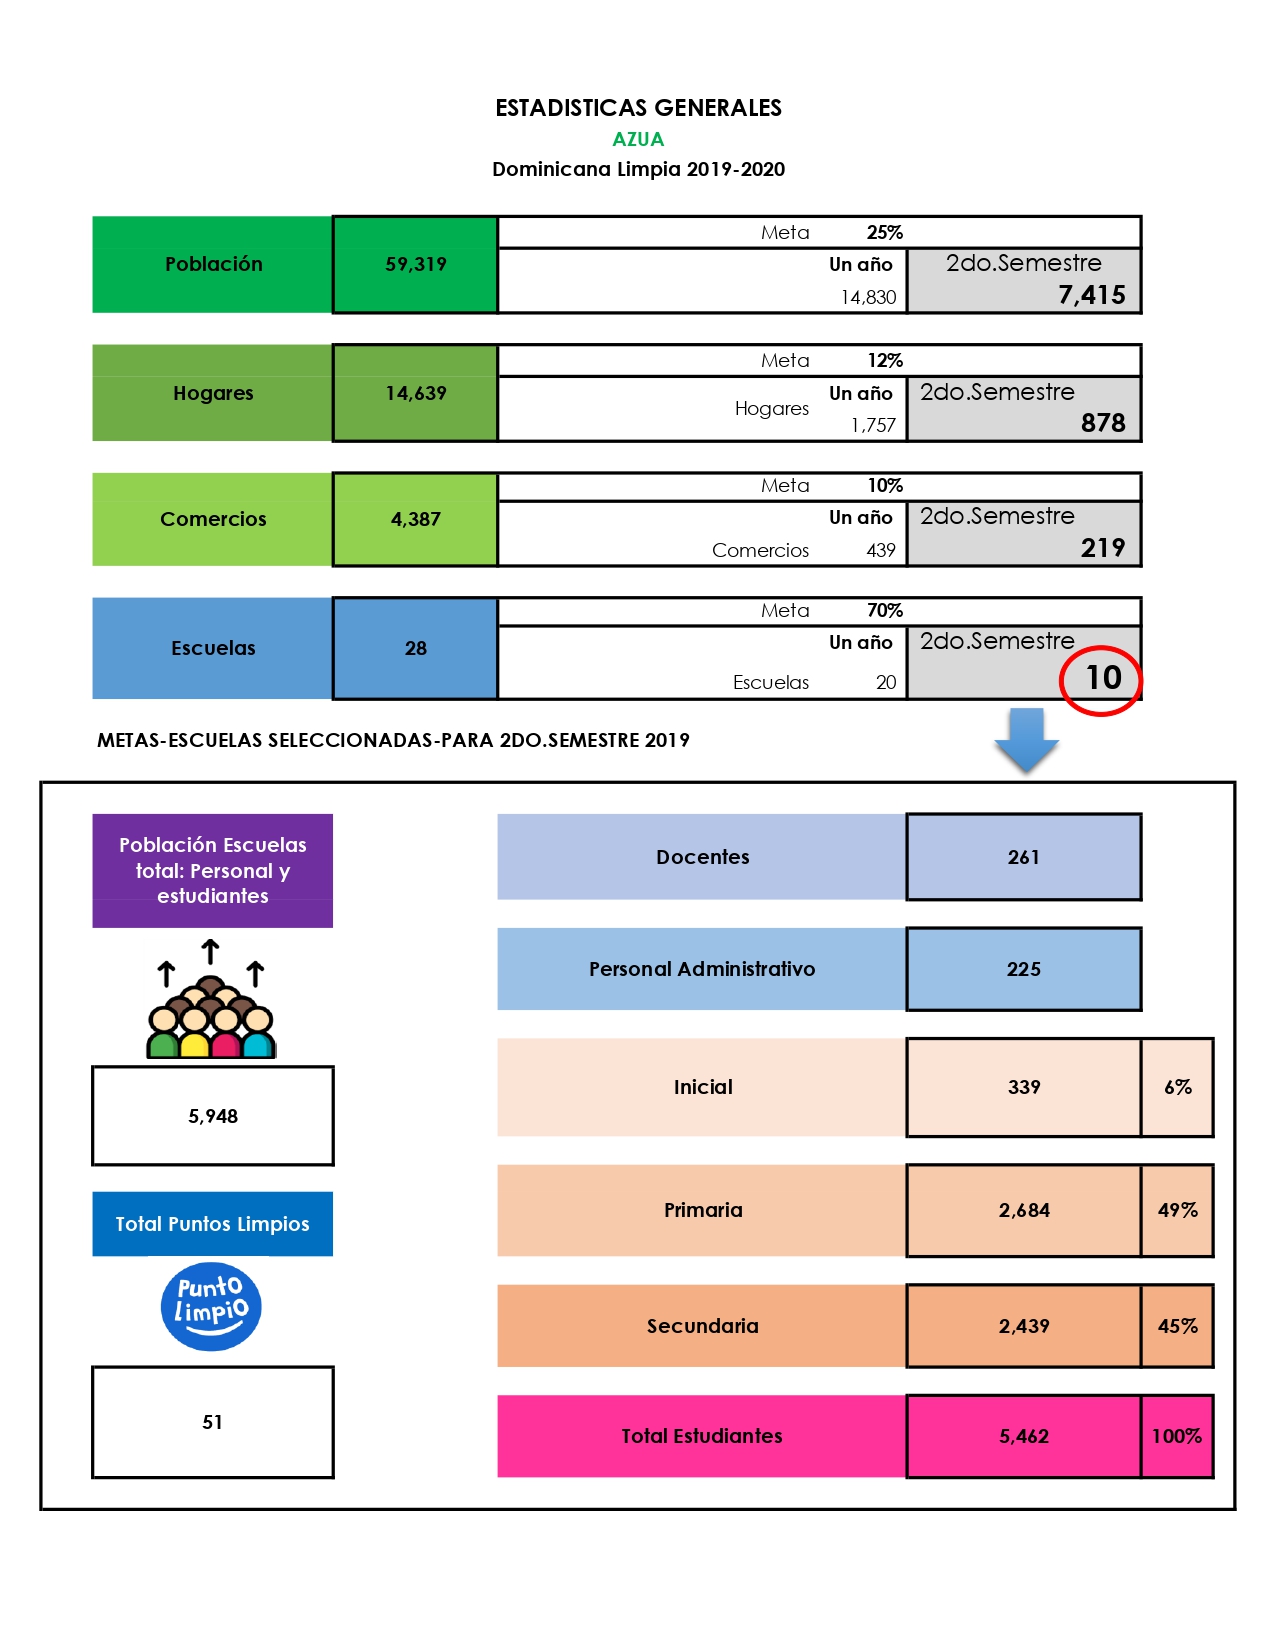 ESTADISTICAS GENERALES
AZUA
Dominicana Limpia 2019-2020
Meta 25%
Población 59,319 Un año 2do.Semestre
14,830 7,415
Meta 12%
Hogares 14,639 Un año 2do.Semestre
Hogares 1,757 878
Meta 10%
Comercios 4,387 Un año 2do.Semestre
Comercios 439 219
Meta 70%
Escuelas 28 Un año 2do.Semestre
Escuelas 20 10
METAS-ESCUELAS SELECCIONADAS-PARA 2DO.SEMESTRE 2019
Población Escuelas
total: Personal y
estudiantes
5,948
Total Puntos Limpios
Punto
Limpio
51
Docentes 261
Personal Administrativo 225
Inicial 339 6%
Primaria 2,684 49%
Secundaria 2,439 45%
Total Estudiantes 5,462 100%